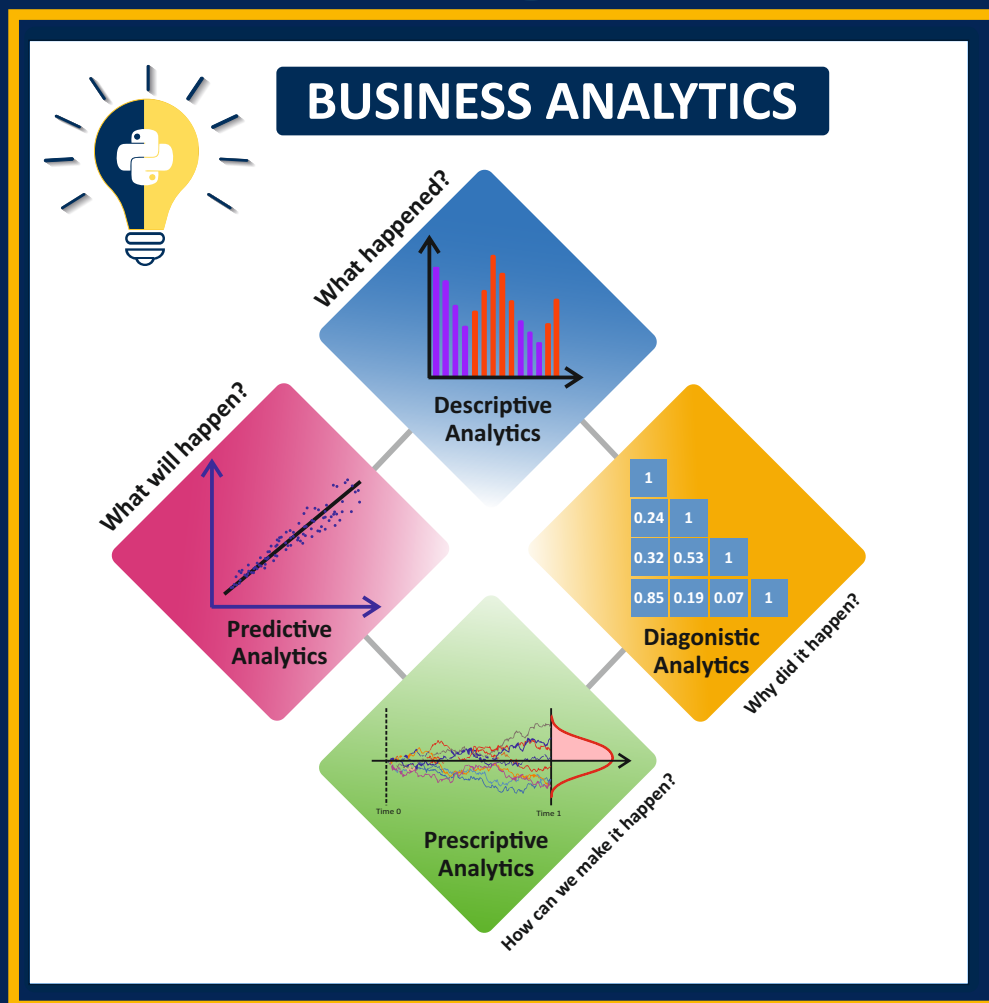 BUSINESS ANALYTICS
What happened?
Descriptive
Analytics
What will happen?
Predictive
Analytics
1
0.24 1
0.32 0.53 1
0.85 0.19 0.07 1
Diagonistic
Analytics
Why did it happen?
Time 0
Time 1
Prescriptive
Analytics
How can we make it happen?